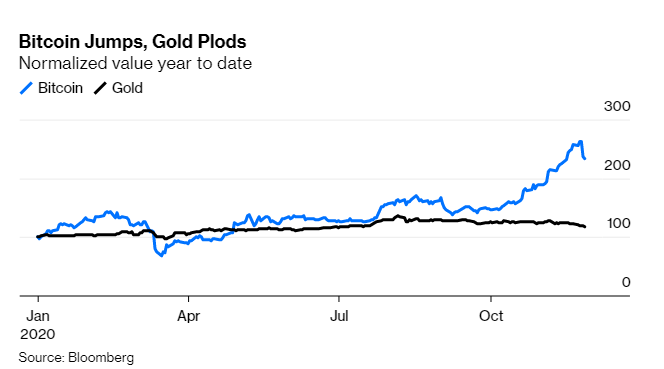 Bitcoin Jumps, Gold Plods
Normalized value year to date
Bitcoin Gold
300
200
100
0
Jan Apr Jul Oct
2020
Source: Bloomberg